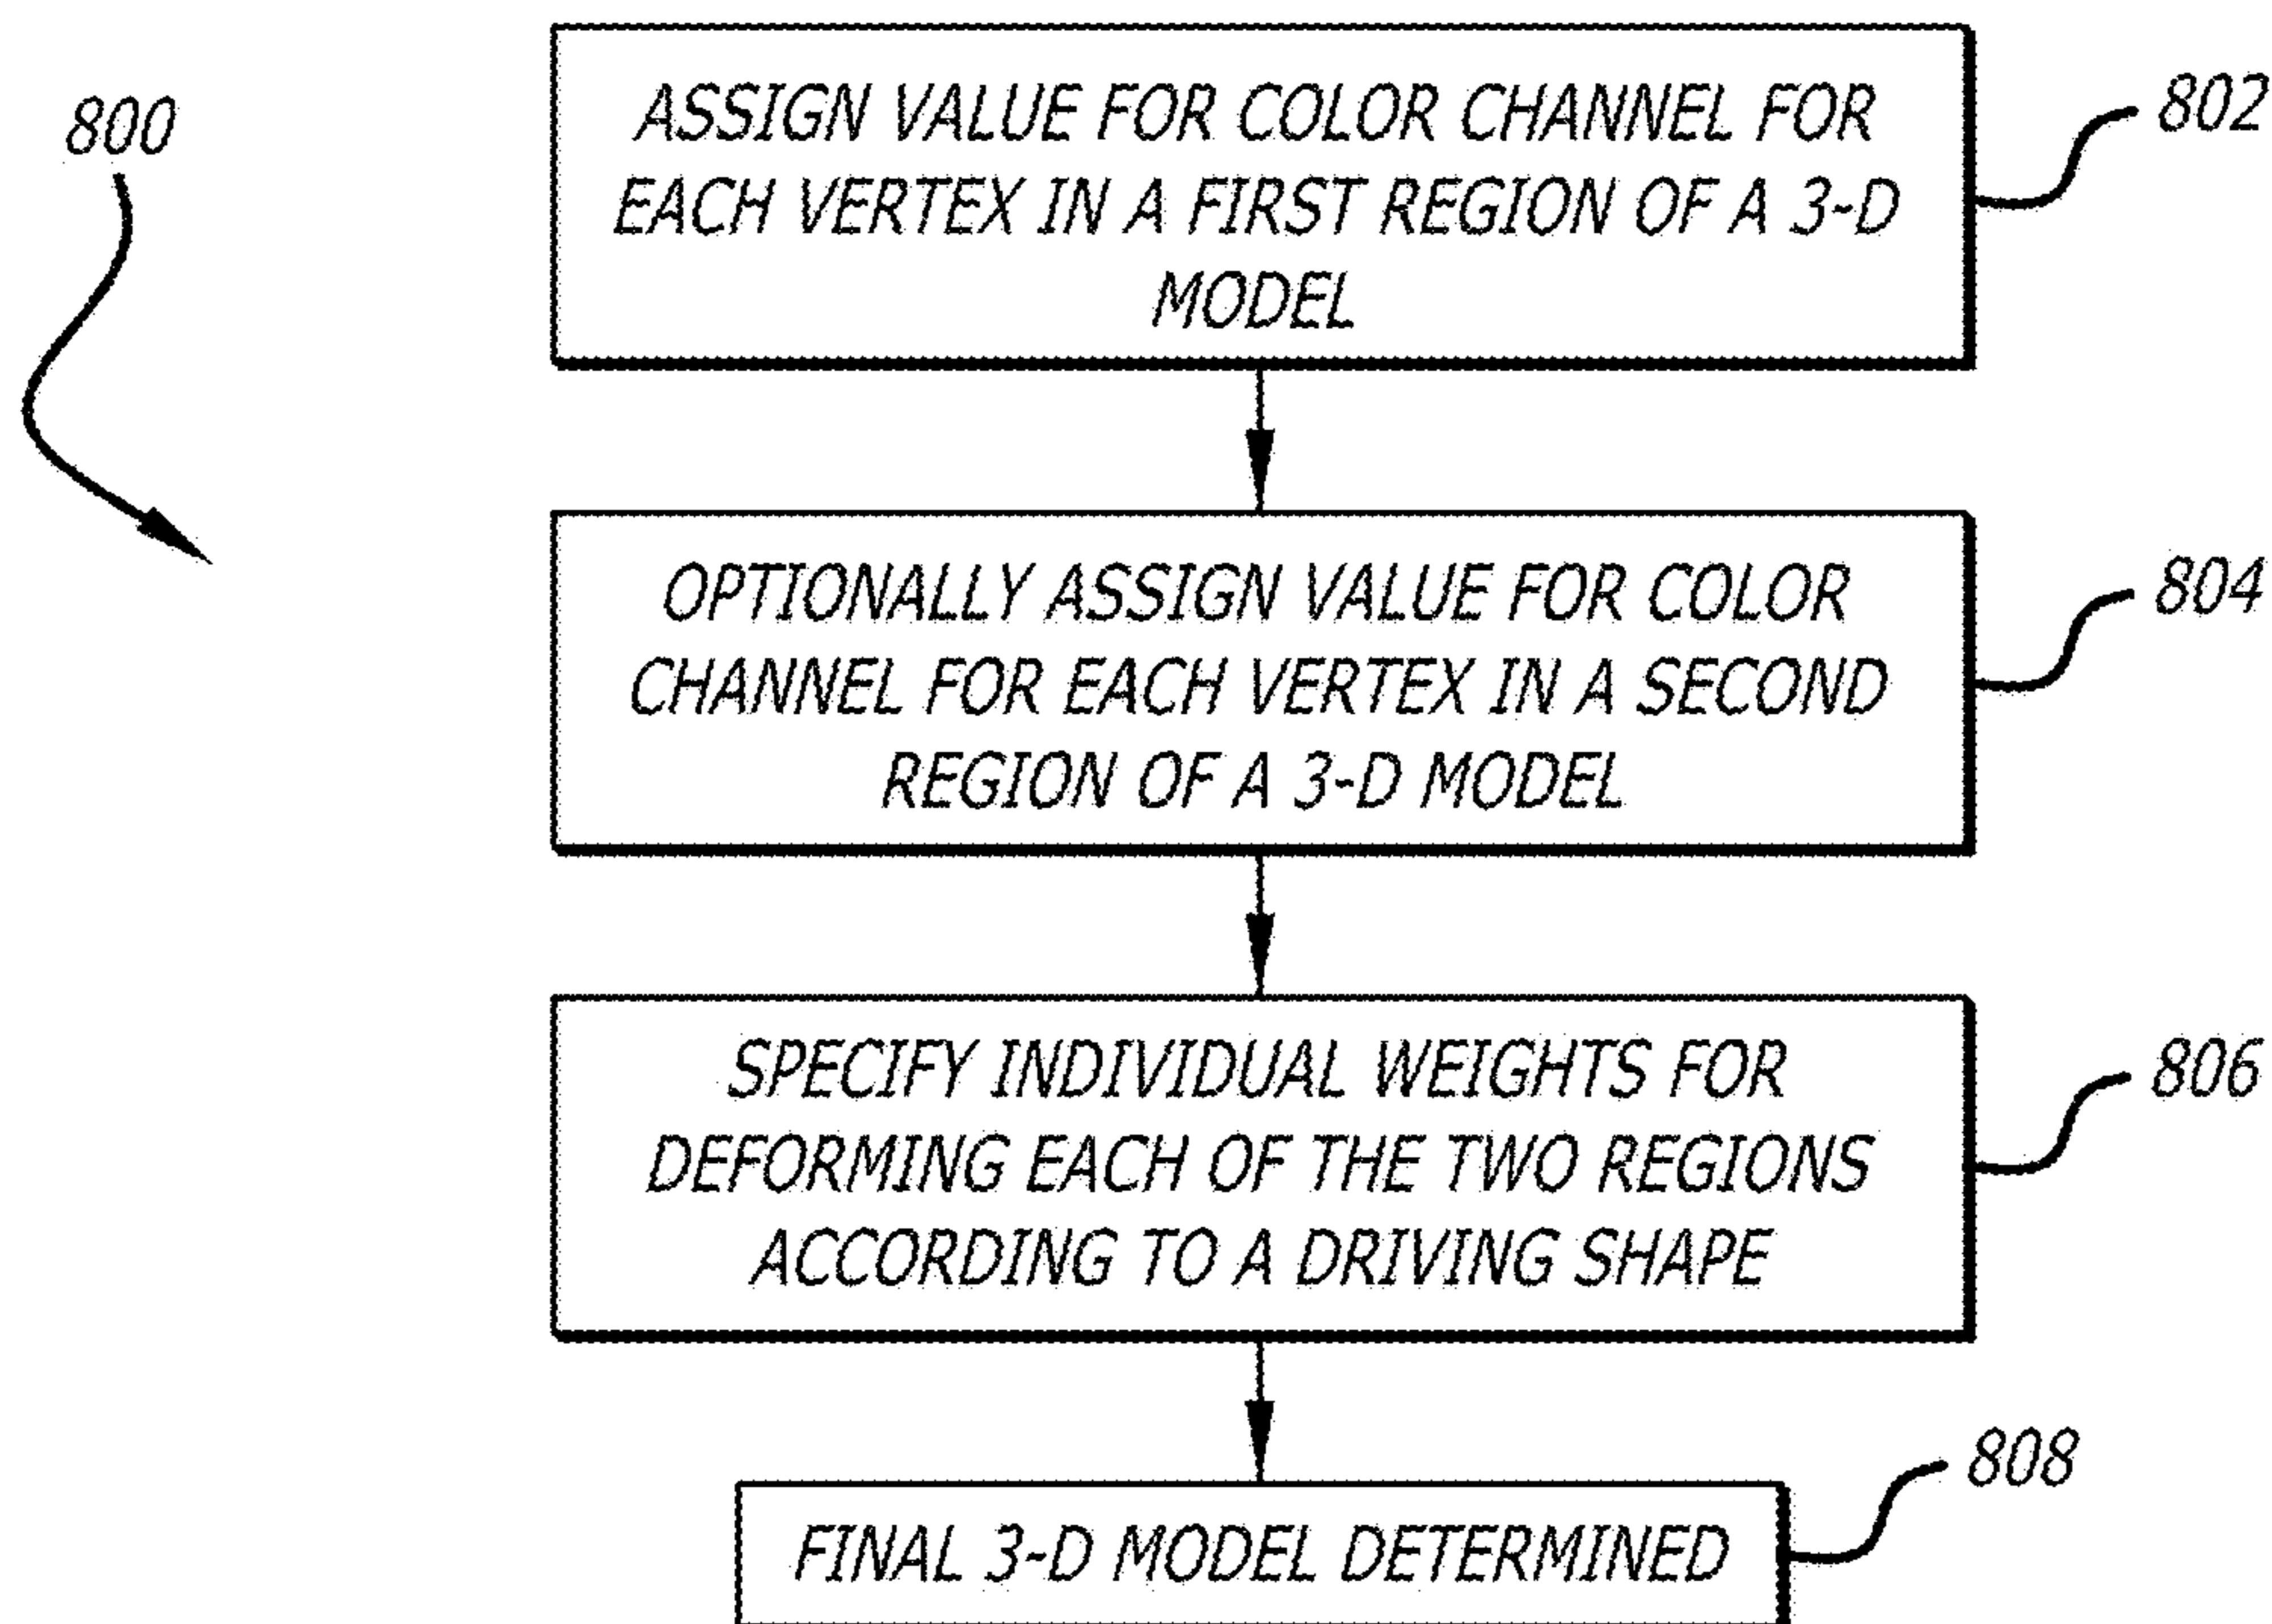 800
ASSIGN VALUE FOR COLOR CHANNEL FOR
EACH VERTEX IN A FIRST REGION OF A 3-D
MODEL
802
OPTIONALLY ASSIGN VALUE FOR COLOR
CHANNEL FOR EACH VERTEX IN A SECOND
REGION OF A 3-D MODEL
804
SPECIFY INDIVIDUAL WEIGHTS FOR
DEFORMING EACH OF THE TWO REGIONS
ACCORDING TO A DRIVING SHAPE
806
FINAL 3-D MODEL DETERMINED
808